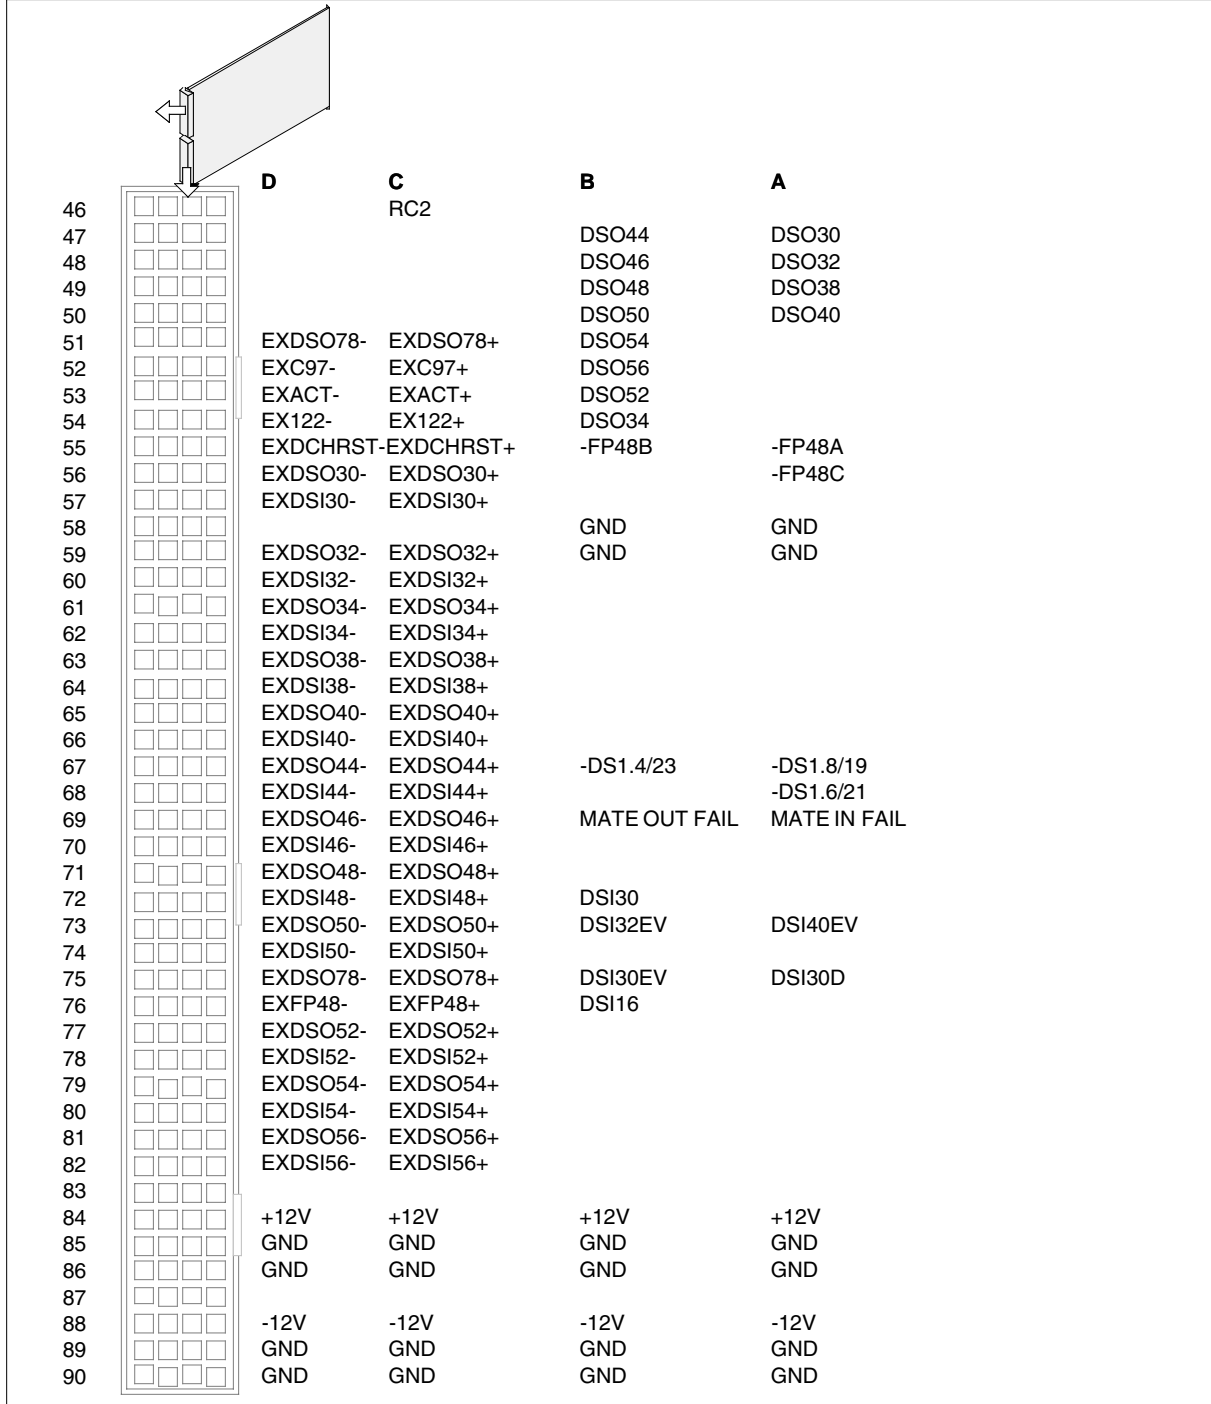 D C B A
46 RC2
47 DSO44 DSO30
48 DSO46 DSO32
49 DSO48 DSO38
50 DSO50 DSO40
51 EXDSO78- EXDSO78+ DSO54
52 EXC97- EXC97+ DSO56
53 EXACT- EXACT+ DSO52
54 EX122- EX122+ DSO34
55 EXDCHRST-EXDCHRST+ -FP48B -FP48A
56 EXDSO30- EXDSO30+ -FP48C
57 EXDSI30- EXDSI30+
58 GND GND
59 EXDSO32- EXDSO32+ GND GND
60 EXDSI32- EXDSI32+
61 EXDSO34- EXDSO34+
62 EXDSI34- EXDSI34+
63 EXDSO38- EXDSO38+
64 EXDSI38- EXDSI38+
65 EXDSO40- EXDSO40+
66 EXDSI40- EXDSI40+
67 EXDSO44- EXDSO44+ -DS1.4/23 -DS1.8/19
68 EXDSI44- EXDSI44+ -DS1.6/21
69 EXDSO46- EXDSO46+ MATE OUT FAIL MATE IN FAIL
70 EXDSI46- EXDSI46+
71 EXDSO48- EXDSO48+
72 EXDSI48- EXDSI48+ DSI30
73 EXDSO50- EXDSO50+ DSI32EV DSI40EV
74 EXDSI50- EXDSI50+
75 EXDSO78- EXDSO78+ DSI30EV DSI30D
76 EXFP48- EXFP48+ DSI16
77 EXDSO52- EXDSO52+
78 EXDSI52- EXDSI52+
79 EXDSO54- EXDSO54+
80 EXDSI54- EXDSI54+
81 EXDSO56- EXDSO56+
82 EXDSI56- EXDSI56+
83
84 +12V +12V +12V +12V
85 GND GND GND GND
86 GND GND GND GND
87
88 -12V -12V -12V -12V
89 GND GND GND GND
90 GND GND GND GND